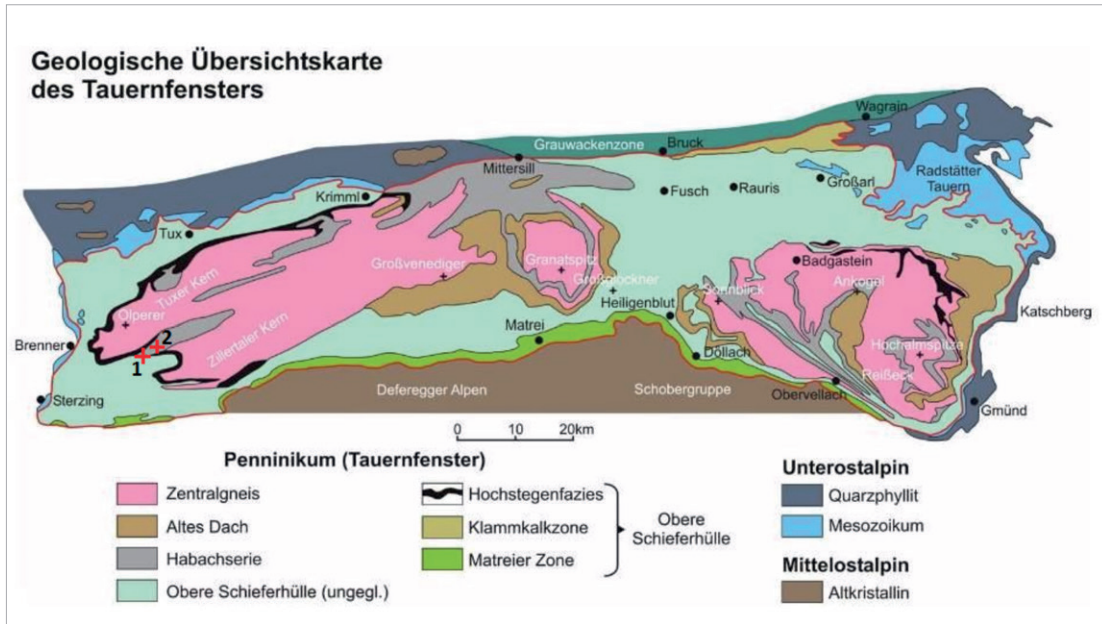 Geologische Übersichtskarte
des Tauernfensters
Wagrain
Grauwackenzone
Bruck
Mittersill
Radstätter
Tauern
Krimml
Fusch
Rauris
Großarl
Tux
Großvenediger
Granatspitz
Badgastein
Tuxer Kern
Großglockner
Sonnblick
Ankogel
Heiligenblut
Olperer
Zillertaler Kern
Matrei
Katschberg
Brenner
2
1
Döllach
Hochalmspitze
Reißeck
Sterzing
Deferegger Alpen
Schobergruppe
Obervellach
Gmünd
0 10 20km
Penninikum (Tauernfenster)
Zentralgneis
Altes Dach
Habachserie
Obere Schieferhülle (ungegl.)
Hochstegenfazies
Klammkalkzone
Matreier Zone
Obere
Schieferhülle
Unterostalpin
Quarzphyllit
Mesozoikum
Mittelostalpin
Altkristallin